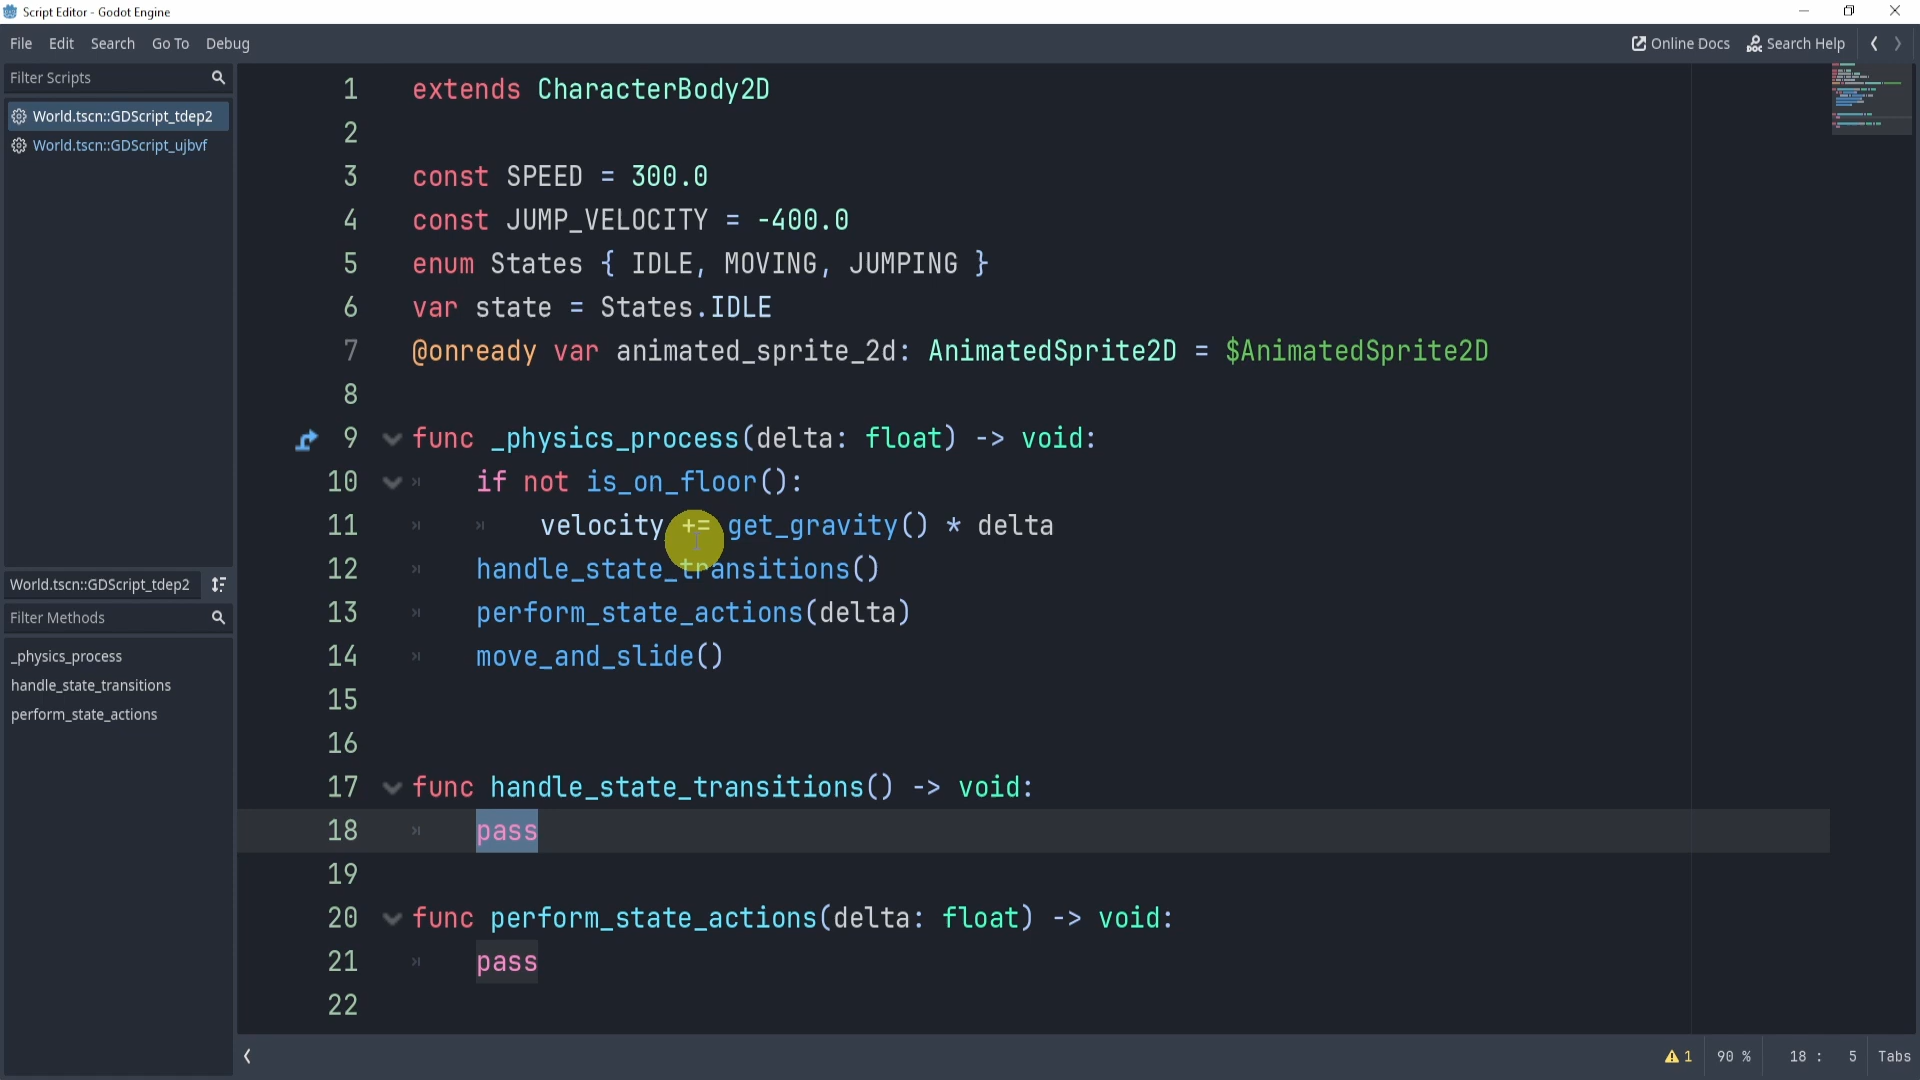 Script Editor - Godot Engine
File Edit Search Go To Debug
Online Docs Search Help
Filter Scripts
World.tscn::GDScript_tdep2
World.tscn::GDScript_ujbvf
World.tscn::GDScript_tdep2
Filter Methods
_physics_process
handle_state_transitions
perform_state_actions
1 extends CharacterBody2D
2
3 const SPEED = 300.0
4 const JUMP_VELOCITY = -400.0
5 enum States { IDLE, MOVING, JUMPING }
6 var state = States.IDLE
7 @onready var animated_sprite_2d: AnimatedSprite2D = $AnimatedSprite2D
8
9 func _physics_process(delta: float) -> void:
10 if not is_on_floor():
11 velocity += get_gravity() * delta
12 handle_state_transitions()
13 perform_state_actions(delta)
14 move_and_slide()
15
16
17 func handle_state_transitions() -> void:
18 pass
19
20 func perform_state_actions(delta: float) -> void:
21 pass
22
1 90 % 18 : 5 Tabs